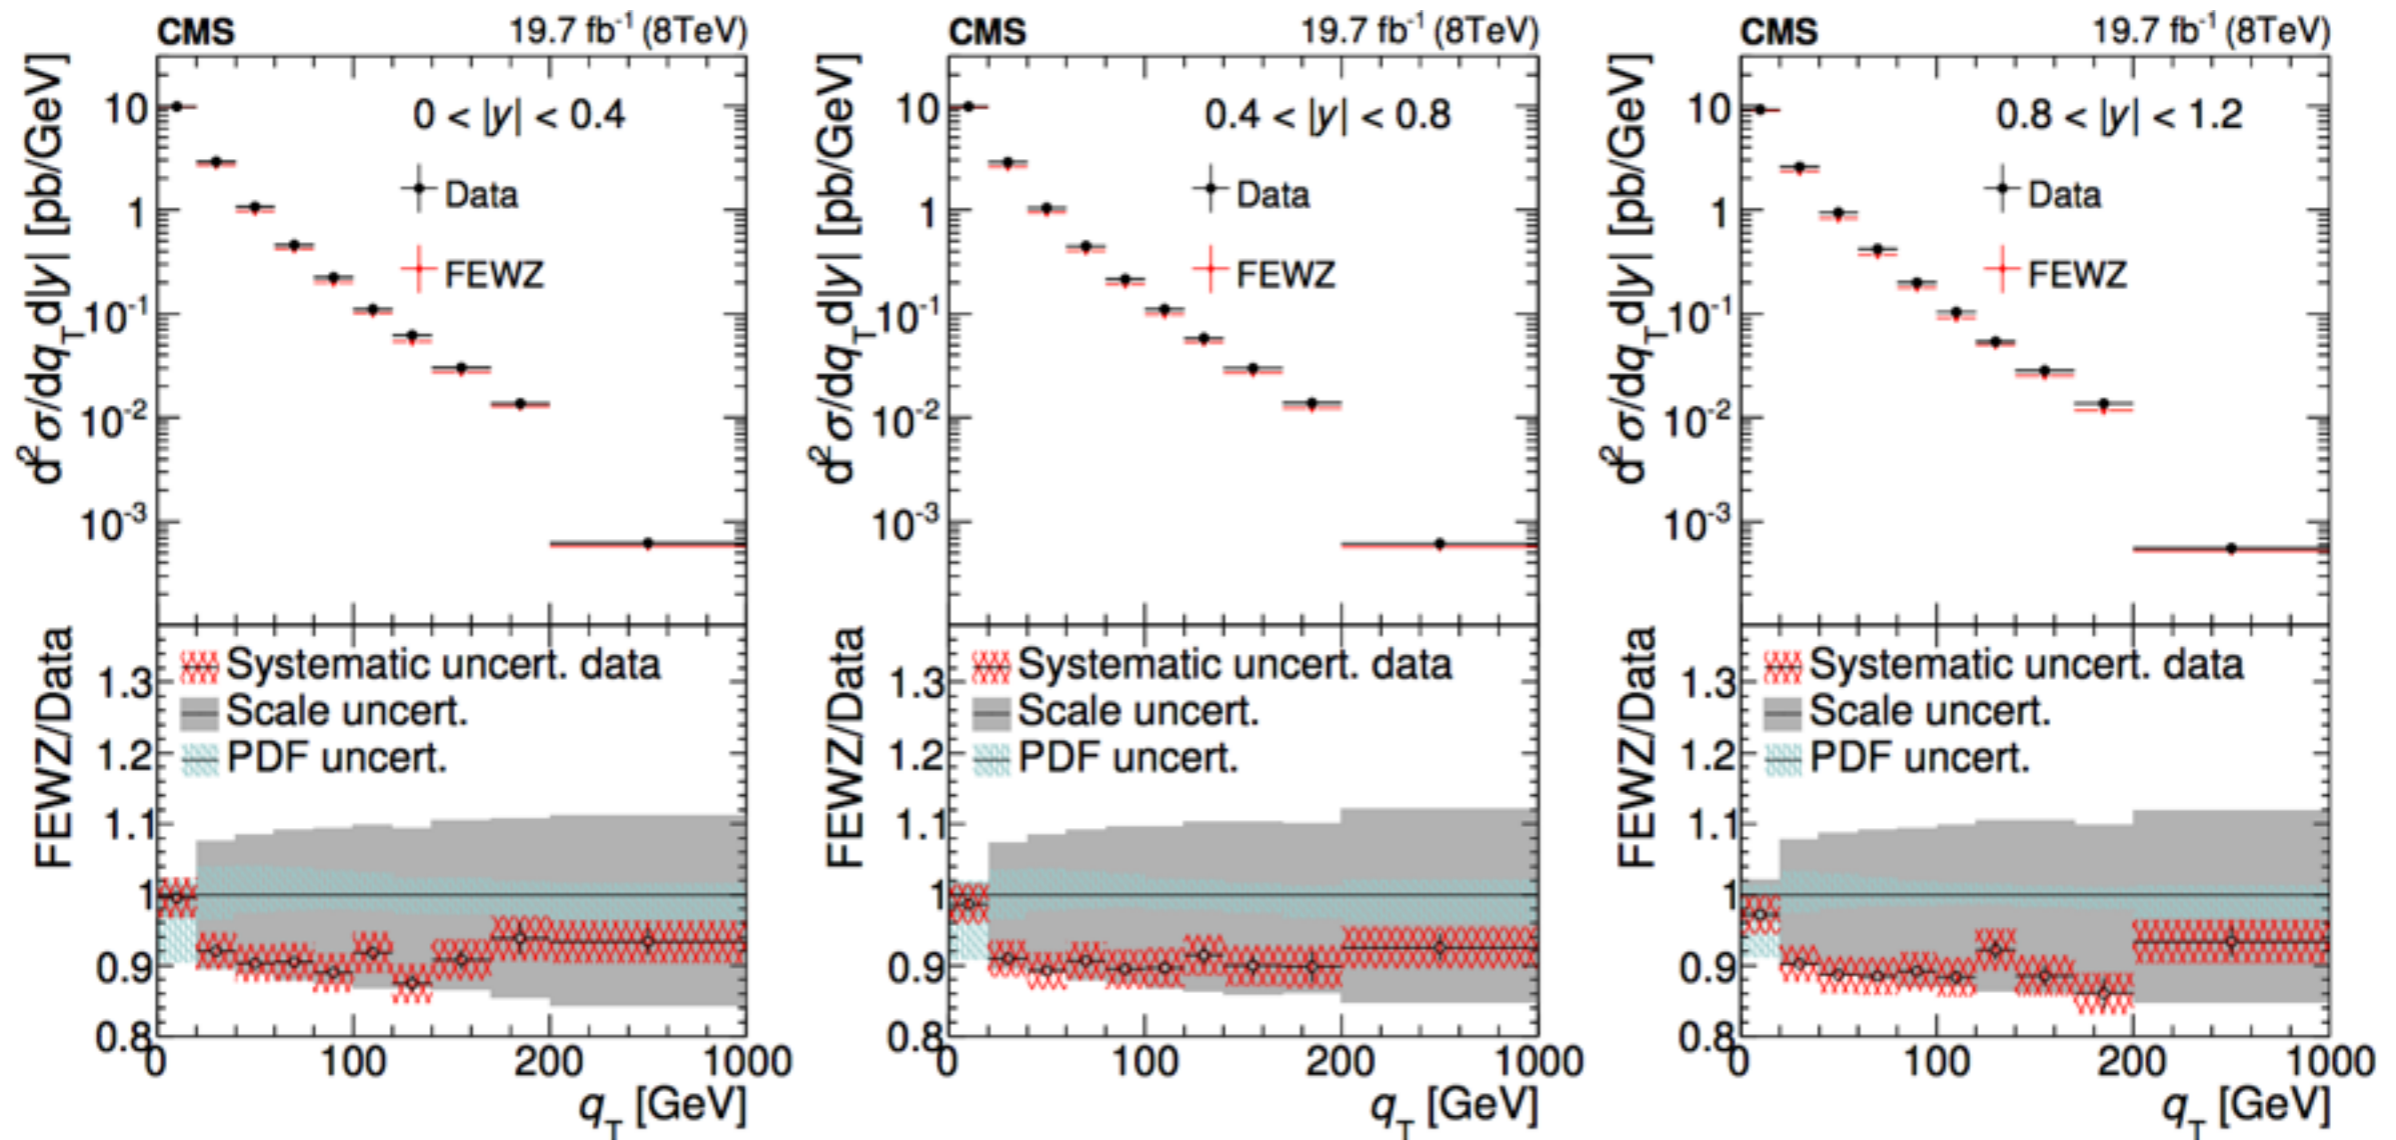 CMS 19.7 fb⁻¹ (8TeV)
0 < |y| < 0.4
Data
FEWZ
d²σ/dq_T d|y| [pb/GeV]
10
1
10⁻¹
10⁻²
10⁻³
Systematic uncert. data
Scale uncert.
PDF uncert.
FEWZ/Data
1.3
1.2
1.1
1
0.9
0.8
0 100 200 1000
q_T [GeV]
CMS 19.7 fb⁻¹ (8TeV)
0.4 < |y| < 0.8
Data
FEWZ
d²σ/dq_T d|y| [pb/GeV]
10
1
10⁻¹
10⁻²
10⁻³
Systematic uncert. data
Scale uncert.
PDF uncert.
FEWZ/Data
1.3
1.2
1.1
1
0.9
0.8
0 100 200 1000
q_T [GeV]
CMS 19.7 fb⁻¹ (8TeV)
0.8 < |y| < 1.2
Data
FEWZ
d²σ/dq_T d|y| [pb/GeV]
10
1
10⁻¹
10⁻²
10⁻³
Systematic uncert. data
Scale uncert.
PDF uncert.
FEWZ/Data
1.3
1.2
1.1
1
0.9
0.8
0 100 200 1000
q_T [GeV]